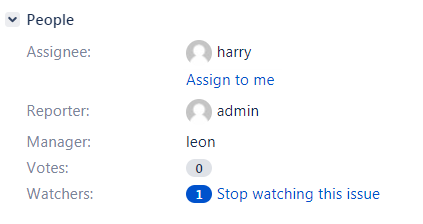 People
Assignee: harry
Assign to me
Reporter: admin
Manager: leon
Votes: 0
Watchers: 1 Stop watching this issue